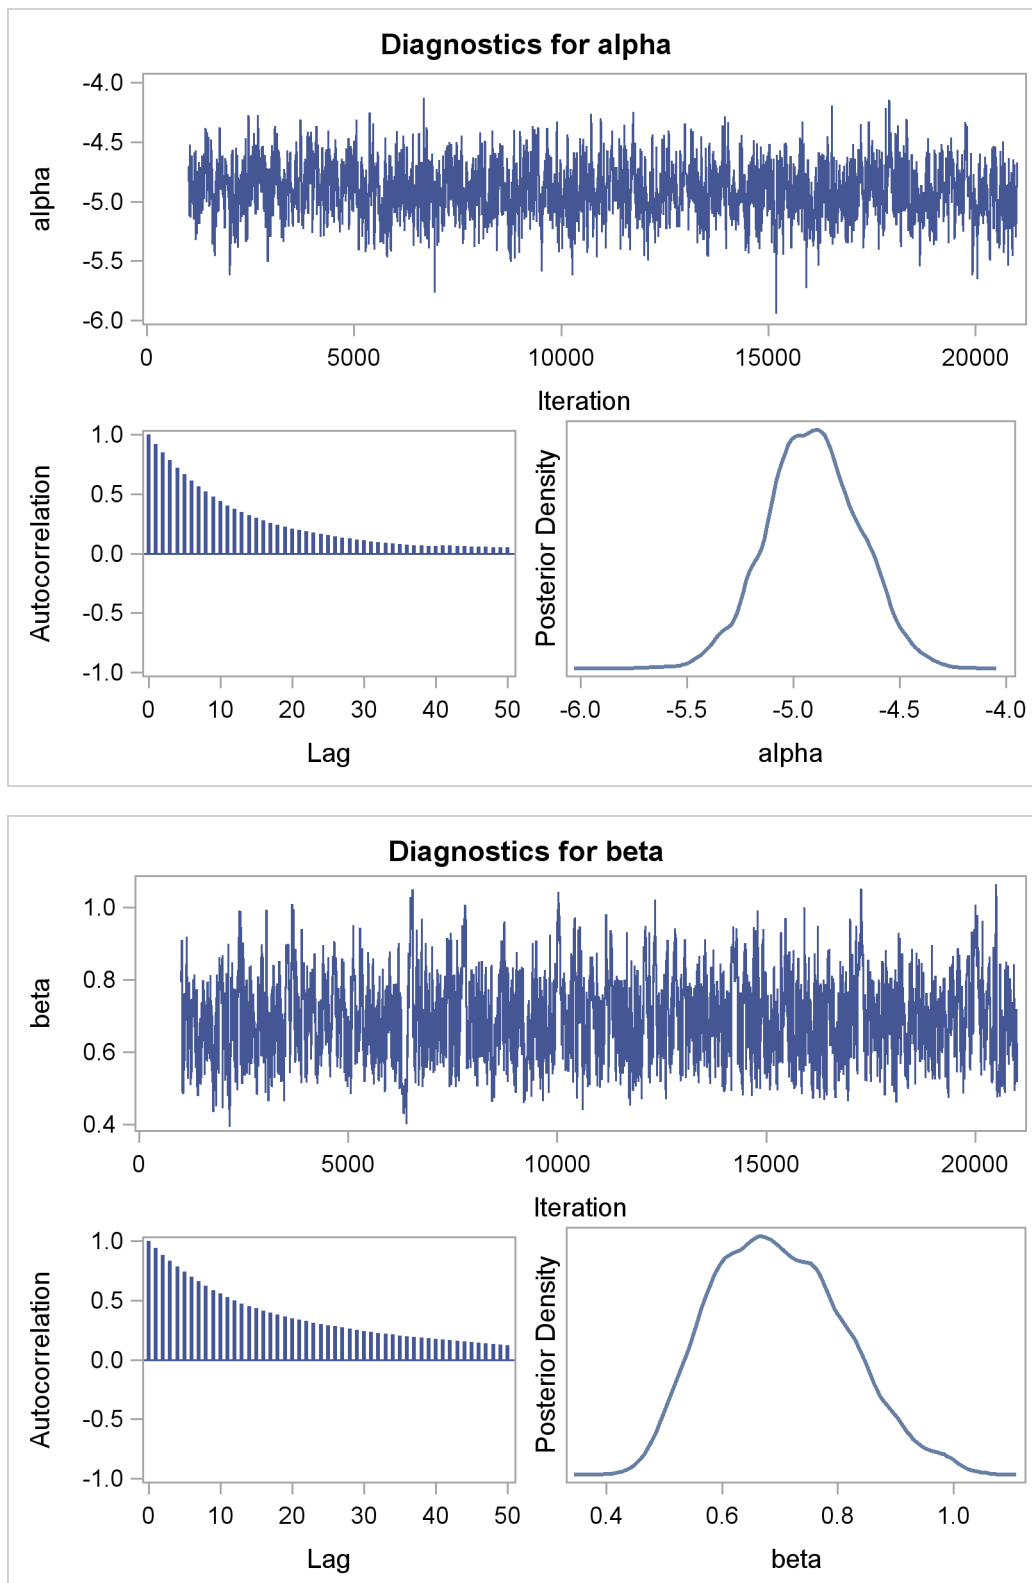 Diagnostics for alpha
alpha
-4.0
-4.5
-5.0
-5.5
-6.0
0 5000 10000 15000 20000
Iteration
Autocorrelation
1.0
0.5
0.0
-0.5
-1.0
0 10 20 30 40 50
Lag
Posterior Density
-6.0 -5.5 -5.0 -4.5 -4.0
alpha
Diagnostics for beta
beta
1.0
0.8
0.6
0.4
0 5000 10000 15000 20000
Iteration
Autocorrelation
1.0
0.5
0.0
-0.5
-1.0
0 10 20 30 40 50
Lag
Posterior Density
0.4 0.6 0.8 1.0
beta